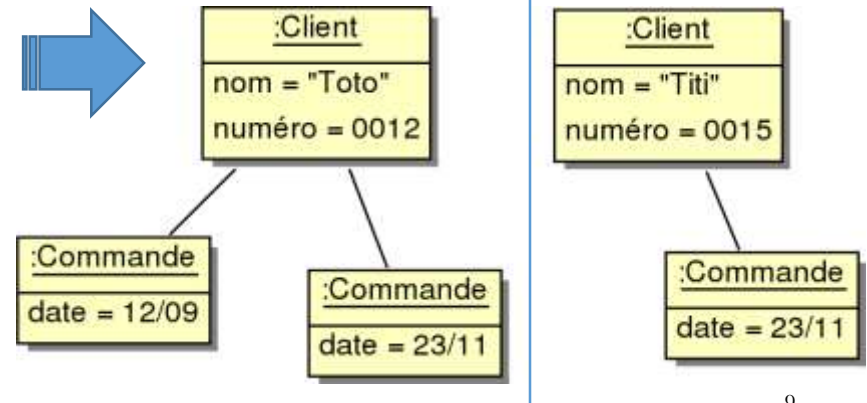 :Client
nom = "Toto"
numéro = 0012
:Commande
date = 12/09
:Commande
date = 23/11
:Client
nom = "Titi"
numéro = 0015
:Commande
date = 23/11
9